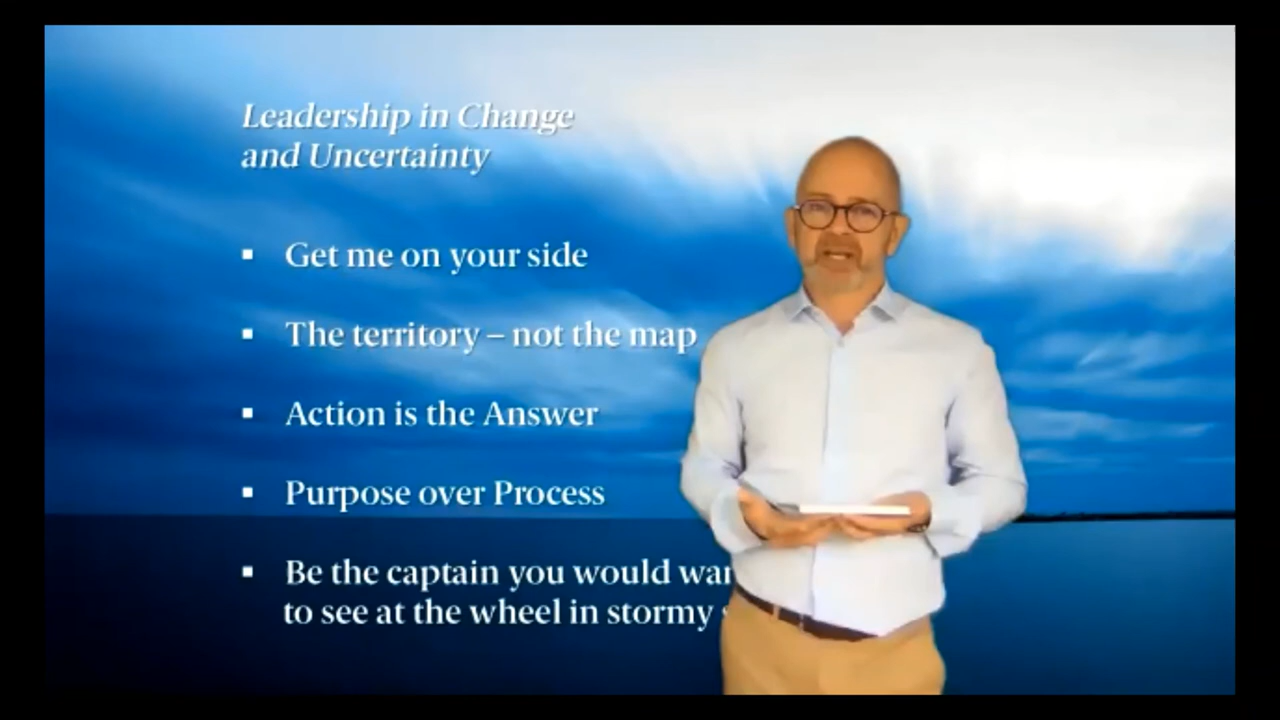 Leadership in Change
and Uncertainty
▪ Get me on your side
▪ The territory – not the map
▪ Action is the Answer
▪ Purpose over Process
▪ Be the captain you would
to see at the wheel in stormy